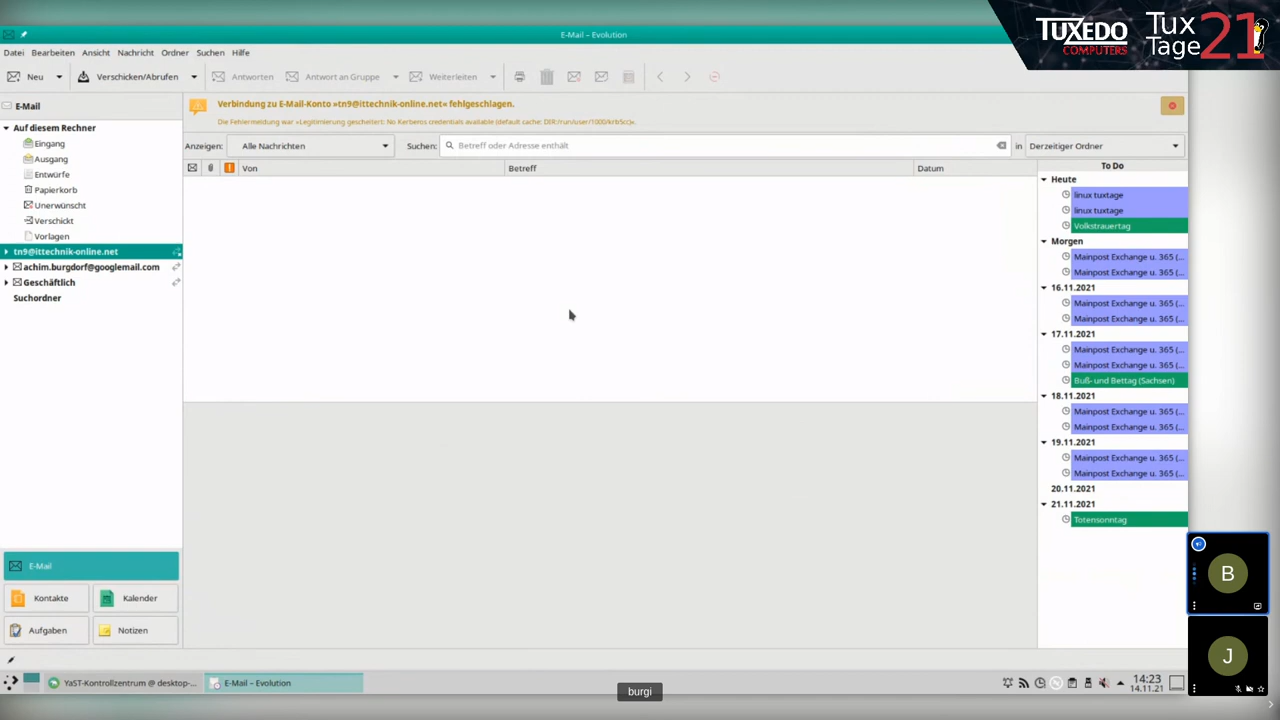 TUXEDO
COMPUTERS
Tux
Tage
21
E-Mail – Evolution
Datei Bearbeiten Ansicht Nachricht Ordner Suchen Hilfe
Neu Verschicken/Abrufen Antworten Antwort an Gruppe Weiterleiten
E-Mail
Auf diesem Rechner
Eingang
Ausgang
Entwürfe
Papierkorb
Unerwünscht
Verschickt
Vorlagen
tn9@ittechnik-online.net
achim.burgdorf@googlemail.com
Geschäftlich
Suchordner
Verbindung zu E-Mail-Konto »tn9@ittechnik-online.net« fehlgeschlagen.
Die Fehlermeldung war »Legitimierung gescheitert: No Kerberos credentials available (default cache: DIR:/run/user/1000/krb5cc)«.
Anzeigen: Alle Nachrichten Suchen: Betreff oder Adresse enthält in Derzeitiger Ordner
Von Betreff Datum
To Do
Heute
linux tuxtage
linux tuxtage
Volkstrauertag
Morgen
Mainpost Exchange u. 365 (...
Mainpost Exchange u. 365 (...
16.11.2021
Mainpost Exchange u. 365 (...
Mainpost Exchange u. 365 (...
17.11.2021
Mainpost Exchange u. 365 (...
Mainpost Exchange u. 365 (...
Buß- und Bettag (Sachsen)
18.11.2021
Mainpost Exchange u. 365 (...
Mainpost Exchange u. 365 (...
19.11.2021
Mainpost Exchange u. 365 (...
Mainpost Exchange u. 365 (...
20.11.2021
21.11.2021
Totensonntag
E-Mail
Kontakte Kalender
Aufgaben Notizen
B
J
YaST-Kontrollzentrum @ desktop-... E-Mail – Evolution
14:23
14.11.21
burgi